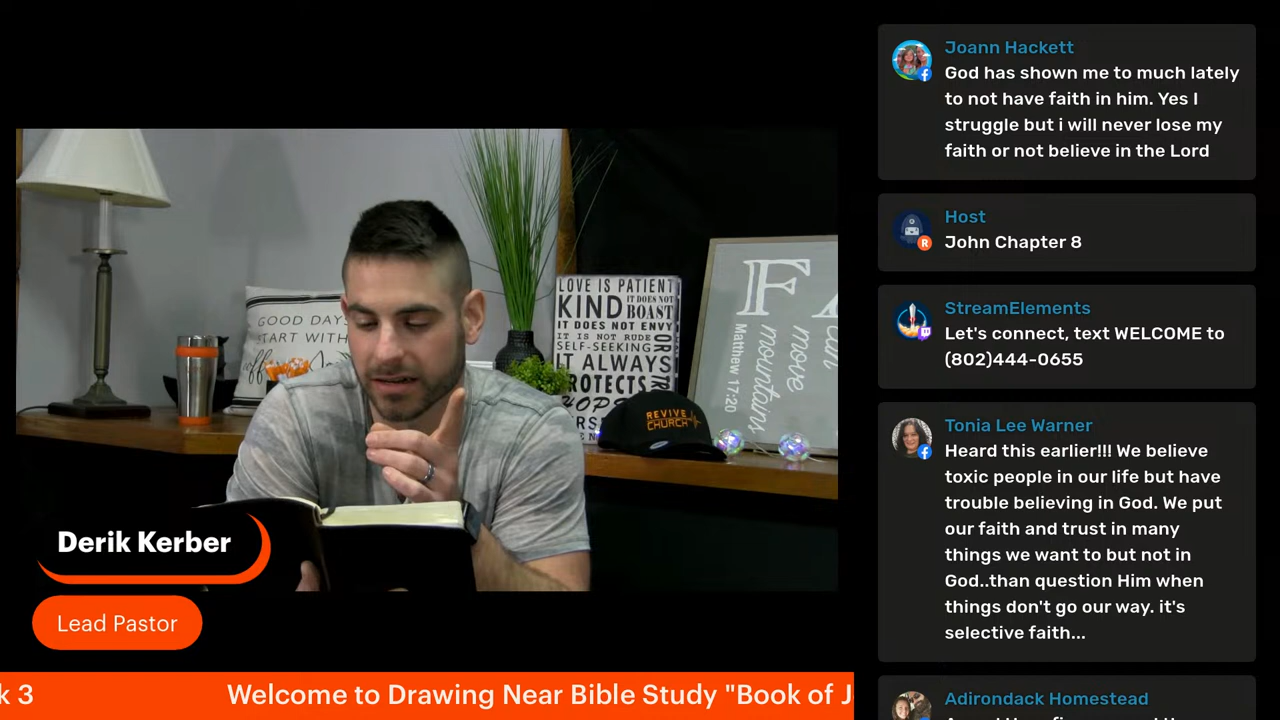 Joann Hackett
God has shown me to much lately
to not have faith in him. Yes I
struggle but i will never lose my
faith or not believe in the Lord
Host
John Chapter 8
StreamElements
Let's connect, text WELCOME to
(802)444-0655
Tonia Lee Warner
Heard this earlier!!! We believe
toxic people in our life but have
trouble believing in God. We put
our faith and trust in many
things we want to but not in
God..than question Him when
things don't go our way. it's
selective faith...
Adirondack Homestead
GOOD DAYS
START WITH
LOVE IS PATIENT
KIND IT DOES NOT
BOAST
IT DOES NOT ENVY
IT IS NOT RUDE
SELF-SEEKING OR
IT ALWAYS
PROTECTS
REVIVE
CHURCH
move
mountains
Matthew 17:20
Derik Kerber
Lead Pastor
k 3
Welcome to Drawing Near Bible Study "Book of J